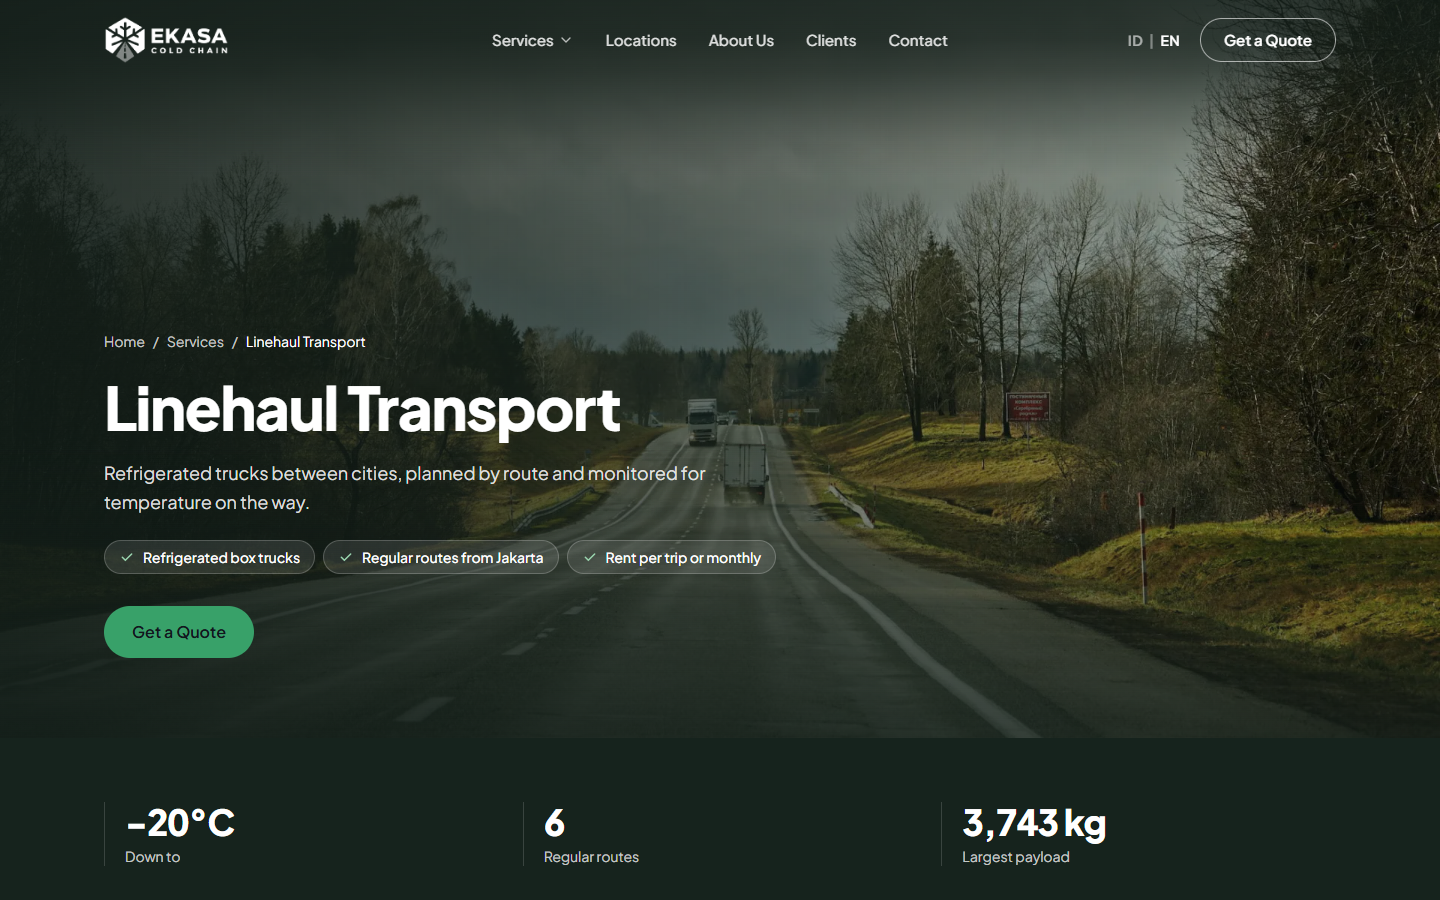 EKASA
COLD CHAIN
Services
Locations
About Us
Clients
Contact
ID | EN
Get a Quote
Home / Services / Linehaul Transport
Linehaul Transport
Refrigerated trucks between cities, planned by route and monitored for
temperature on the way.
Refrigerated box trucks
Regular routes from Jakarta
Rent per trip or monthly
Get a Quote
–20°C
Down to
6
Regular routes
3,743 kg
Largest payload